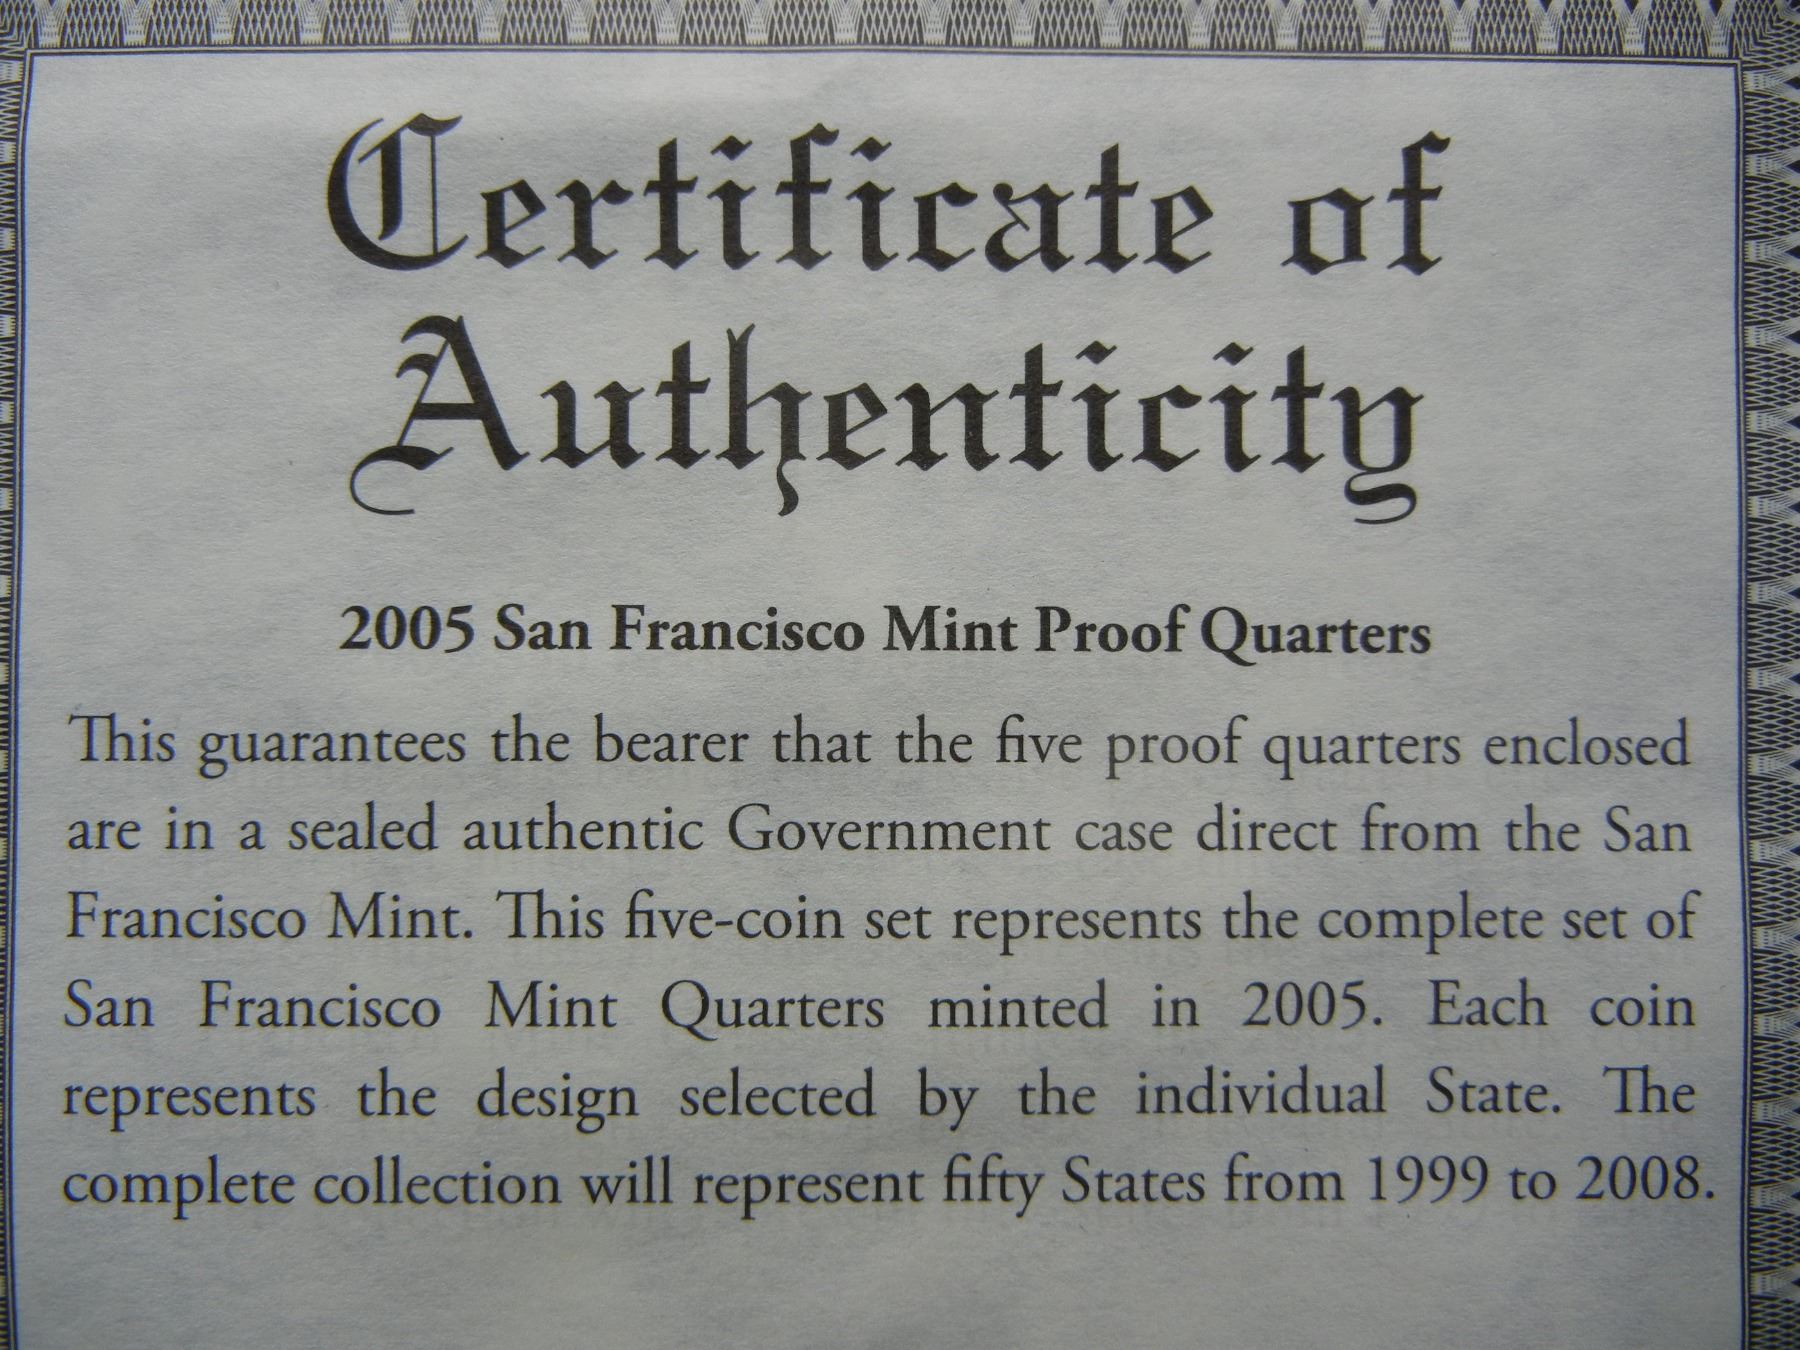 Certificate of
Authenticity
2005 San Francisco Mint Proof Quarters
This guarantees the bearer that the five proof quarters enclosed
are in a sealed authentic Government case direct from the San
Francisco Mint. This five-coin set represents the complete set of
San Francisco Mint Quarters minted in 2005. Each coin
represents the design selected by the individual State. The
complete collection will represent fifty States from 1999 to 2008.